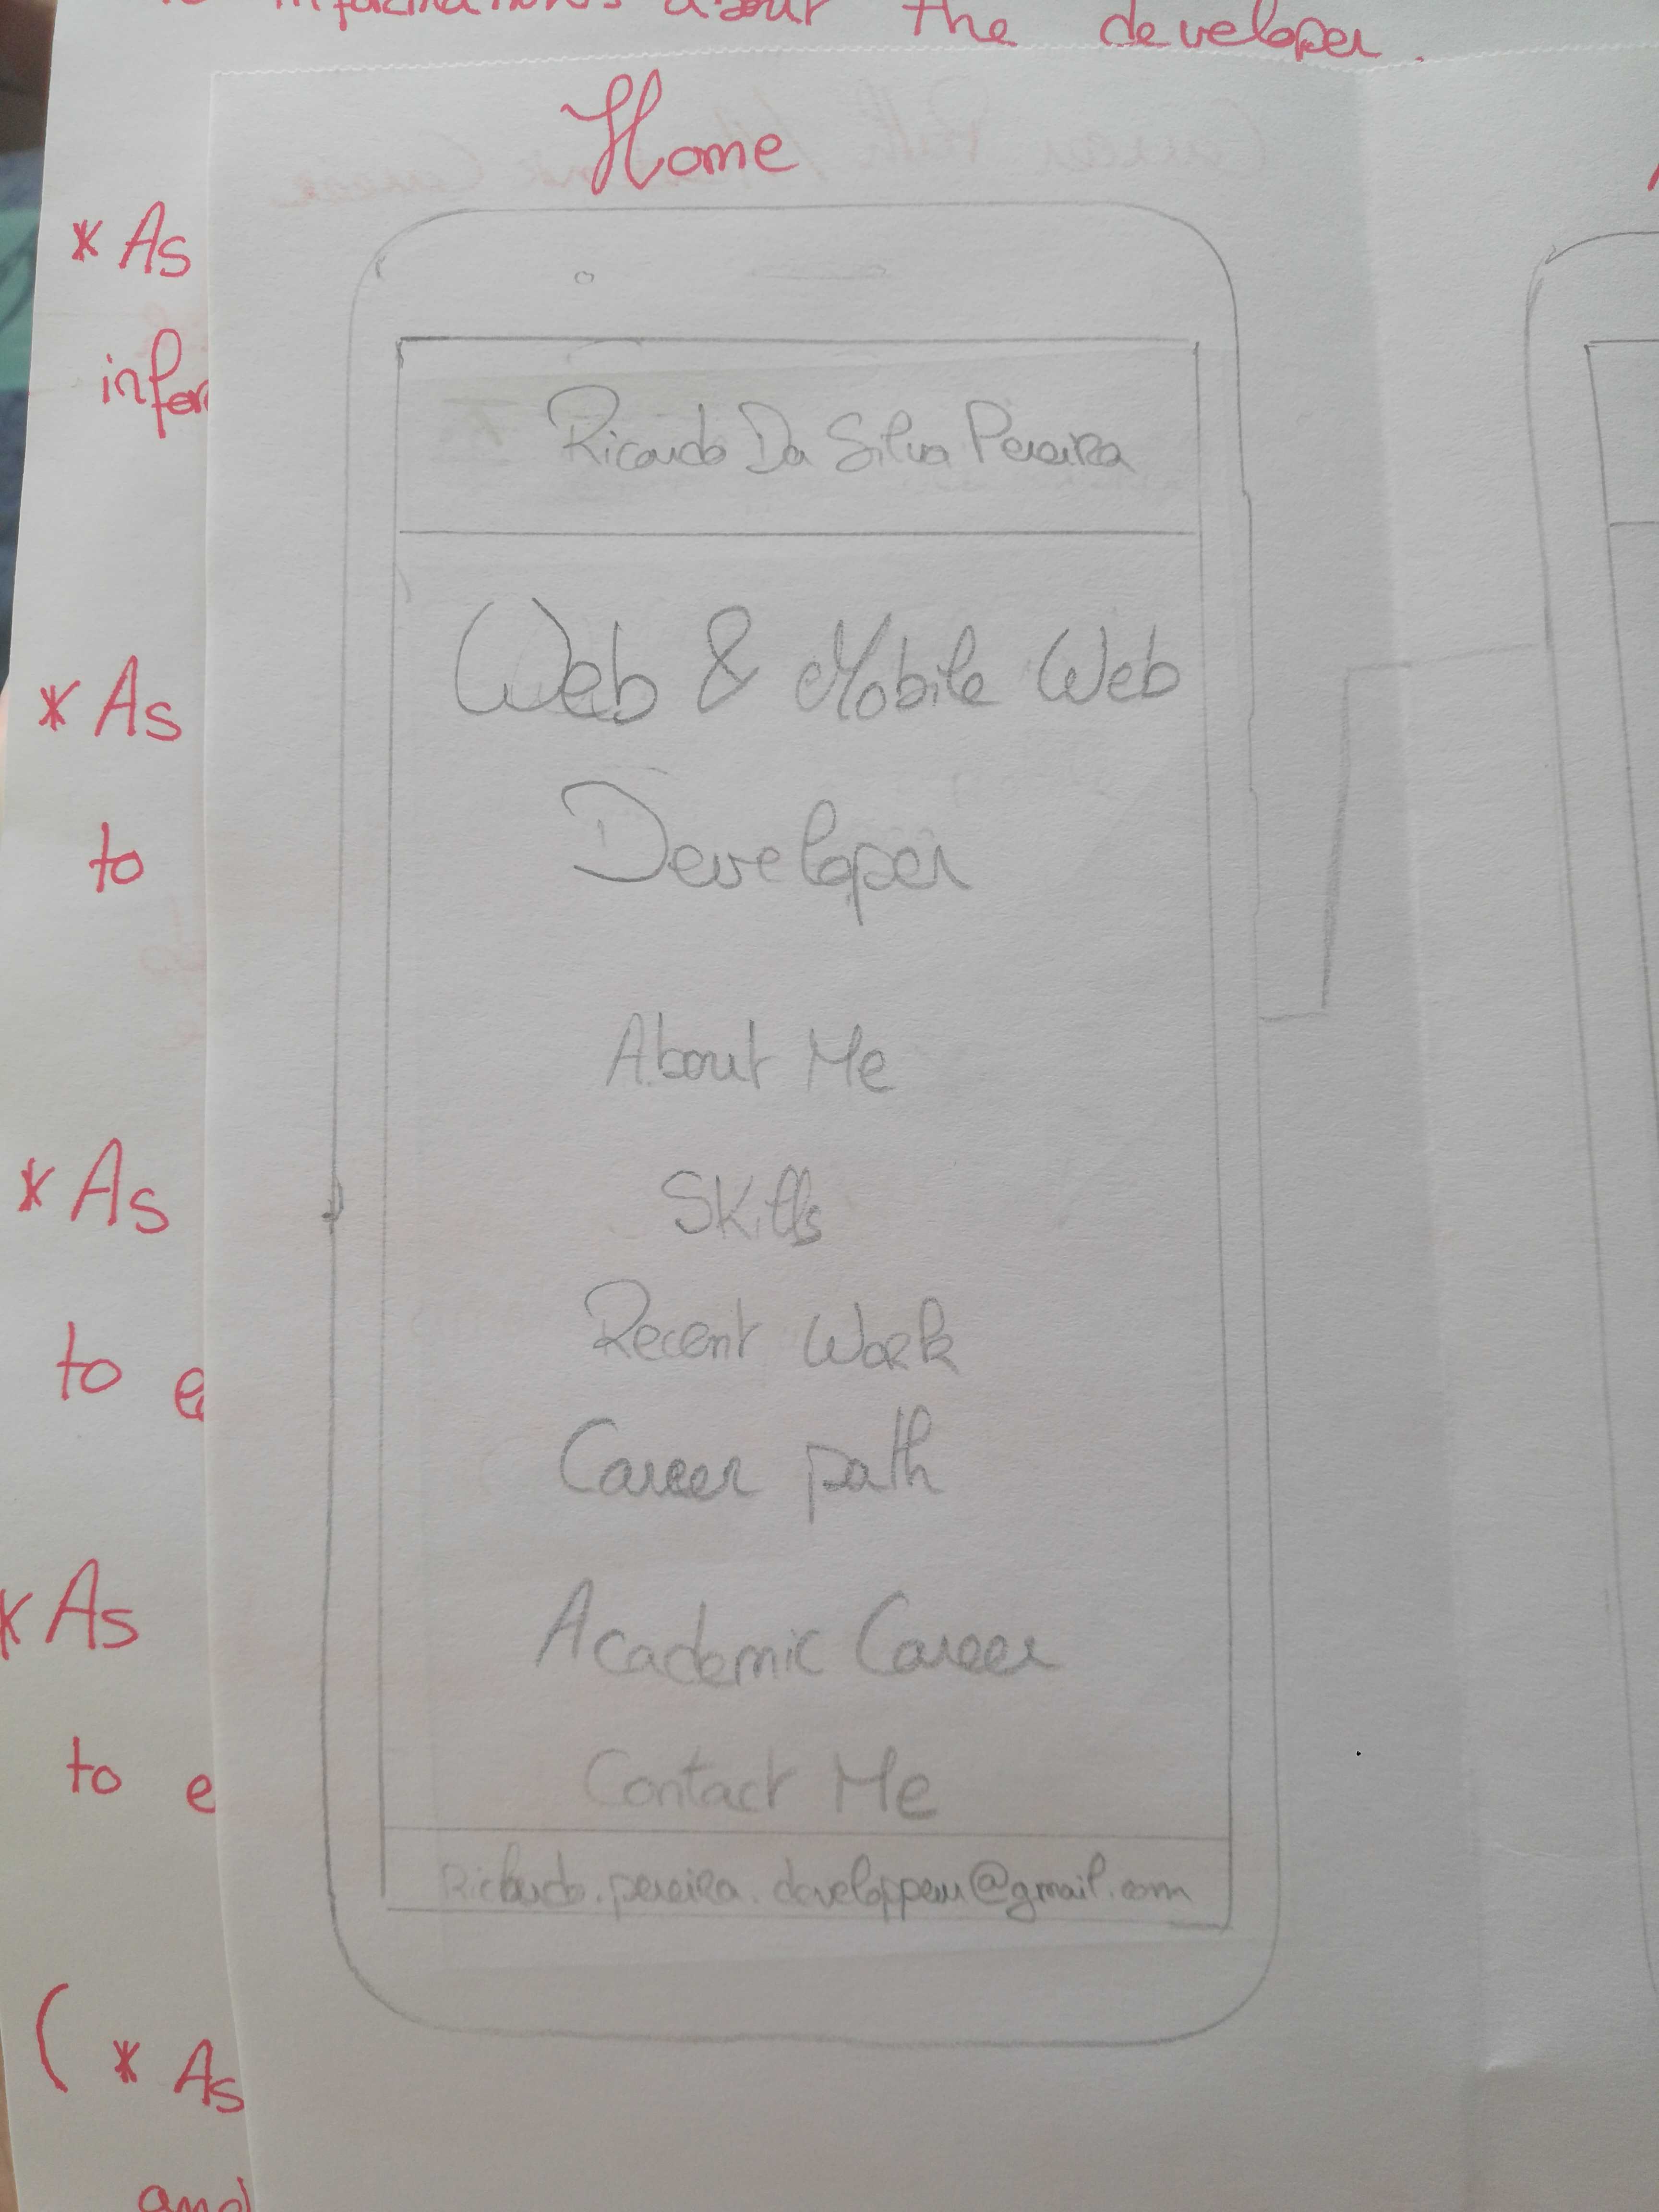 informations about the developer.
Home
* As
infor
Ricardo Da Silva Pereira
Web & Mobile Web
* As
to
Developer
About Me
* As
Skills
Recent Work
to e
Career path
* As
Academic Career
to e
Contact Me
Ricardo.pereira.developpeur@gmail.com
( * As
and